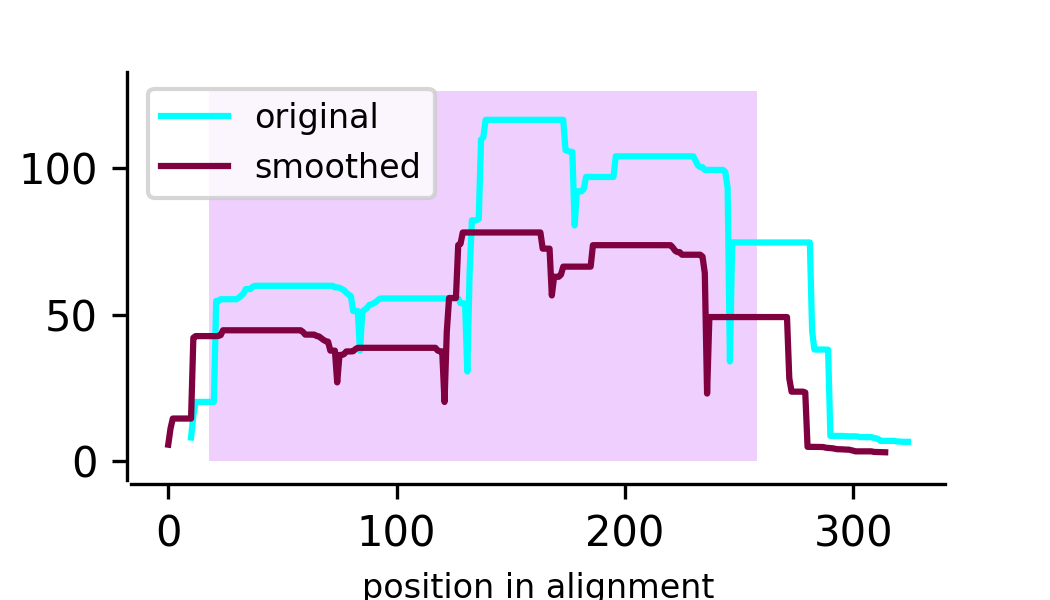 original
smoothed
100
50
0
0 100 200 300
position in alignment